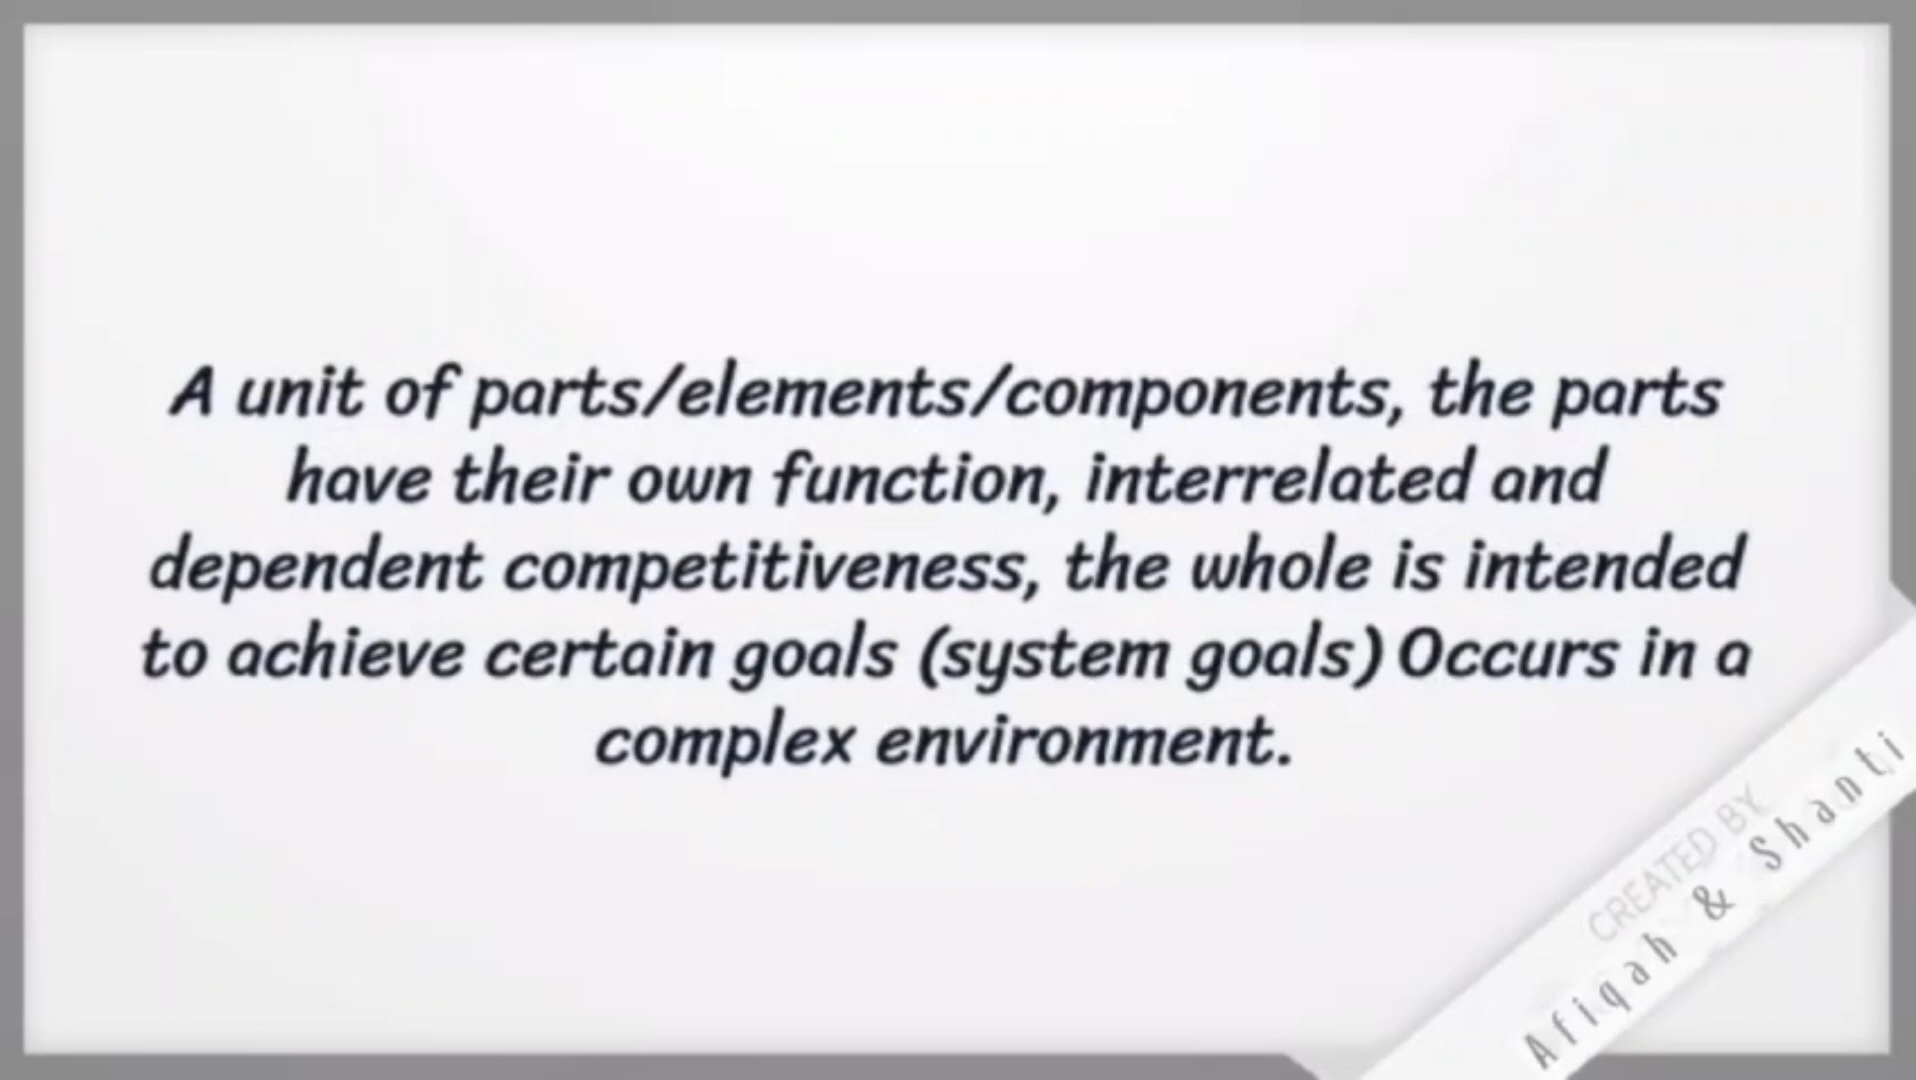 A unit of parts/elements/components, the parts
have their own function, interrelated and
dependent competitiveness, the whole is intended
to achieve certain goals (system goals) Occurs in a
complex environment.
CREATED BY
Afiqah & Shanti